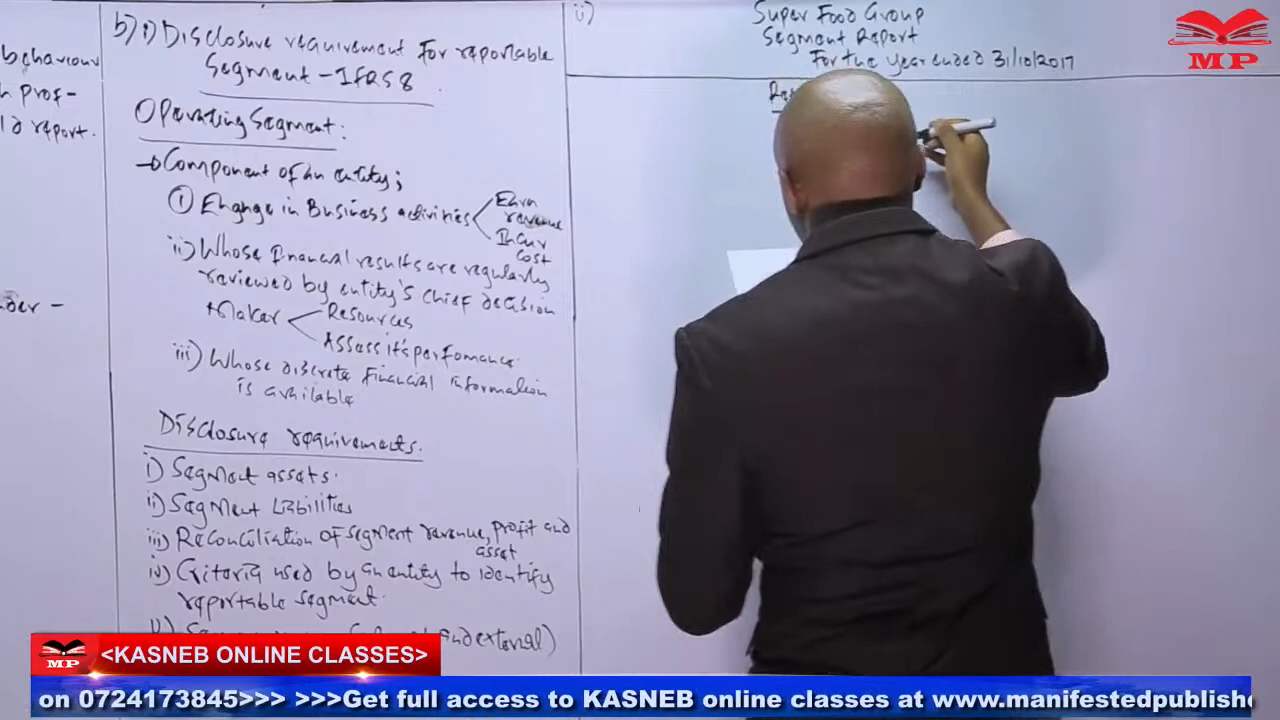 behaviour
prof-
report.
b) i) Disclosure requirement for reportable
Segment - IFRS 8
Operating Segment:
Component of an entity;
① Engage in Business activities
Earn
revenue
Incur
cost
ii) Whose financial results are regularly
reviewed by entity's Chief decision
Maker
Resources
Assess it's perfomance
iii) Whose discrete financial information
is available
Disclosure requirements.
i) Segment assets.
ii) Segment Liabilities
iii) Reconciliation of segment revenue, profit and
asset
iv) Criteria used by an entity to identify
reportable segment.
v)
and external)
ii)
Super Food Group
Segment Report
For the year ended 31/10/2017
MP
MP
<KASNEB ONLINE CLASSES>
on 0724173845>>> >>>Get full access to KASNEB online classes at www.manifestedpublishe